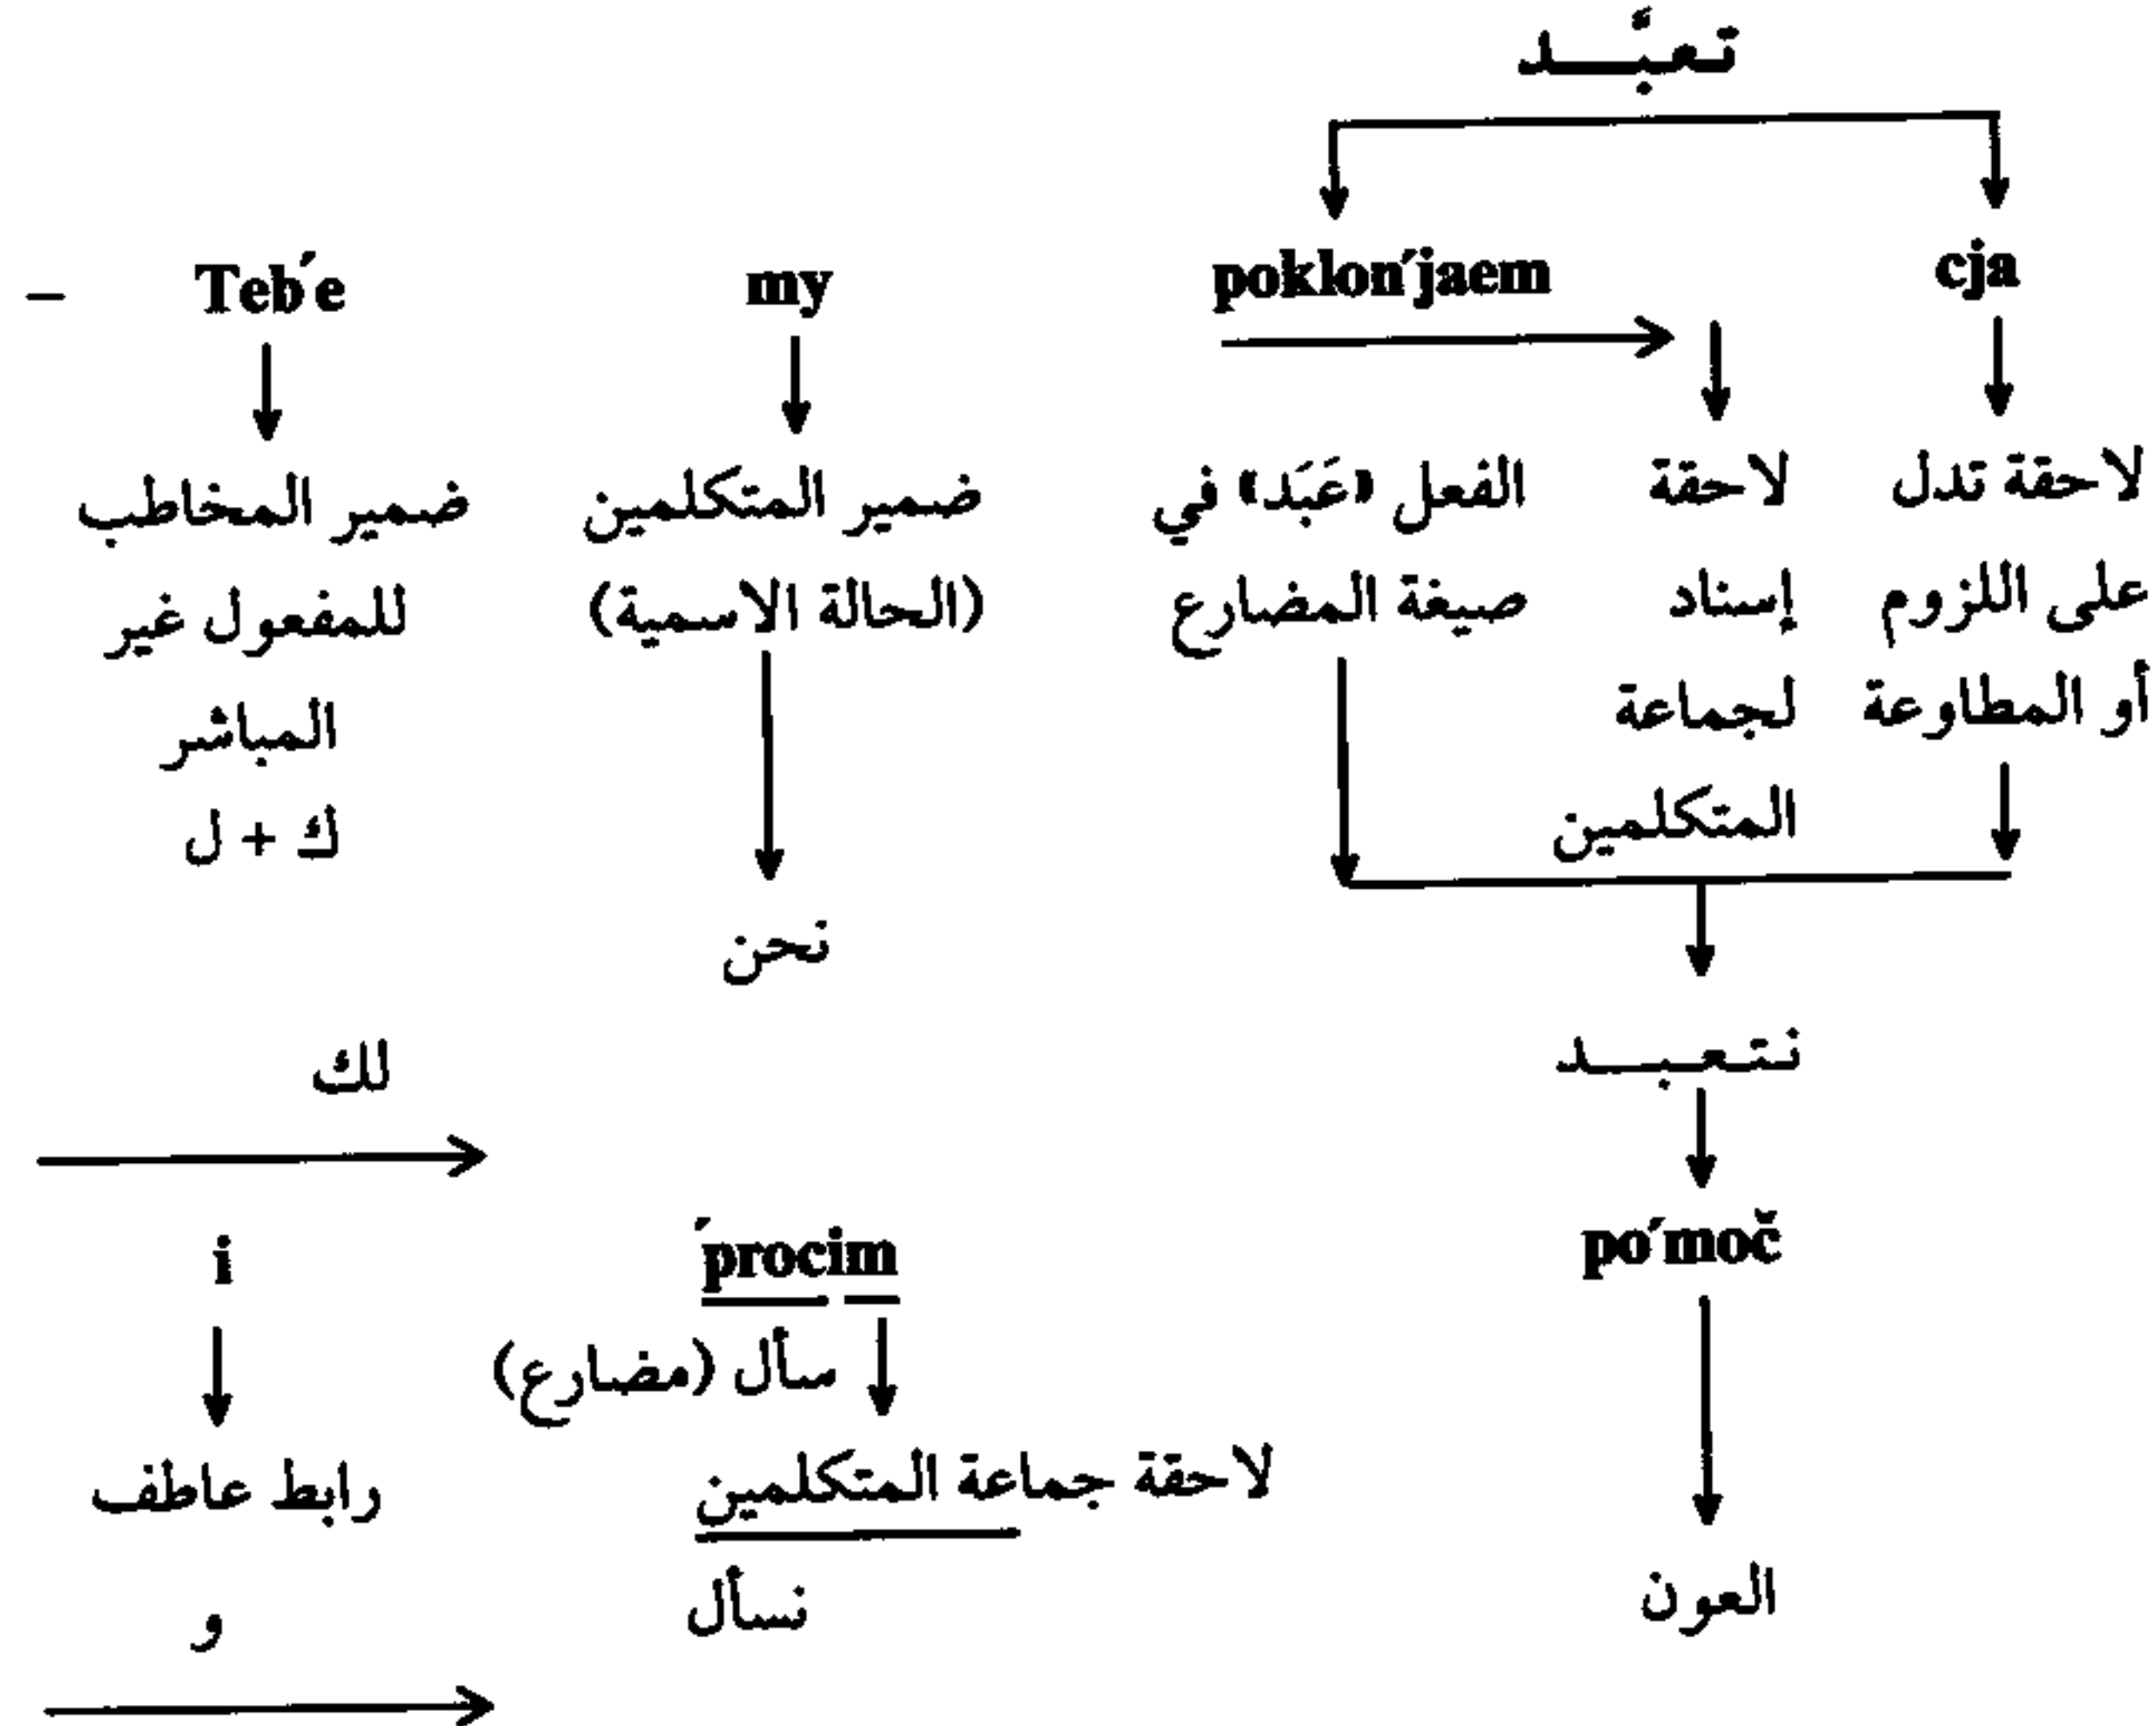 تعبَّـــد
– Teb´e my poklon´jaem cja
ضمير المخاطب ضمير المتكلمين الفعل «عَبَد» في لاحقة لاحقة تدل
للمفعول غير (الحالة الاسمية) صيغة المضارع إسناد على اللزوم
المباشر لجماعة أو المطاوعة
ك + ل المتكلمين
نحن
لك نتـعـبـــد
i ´procim po´moč
سأل (مضارع)
رابط عاطف لاحقة جماعة المتكلمين
و نسأل العون